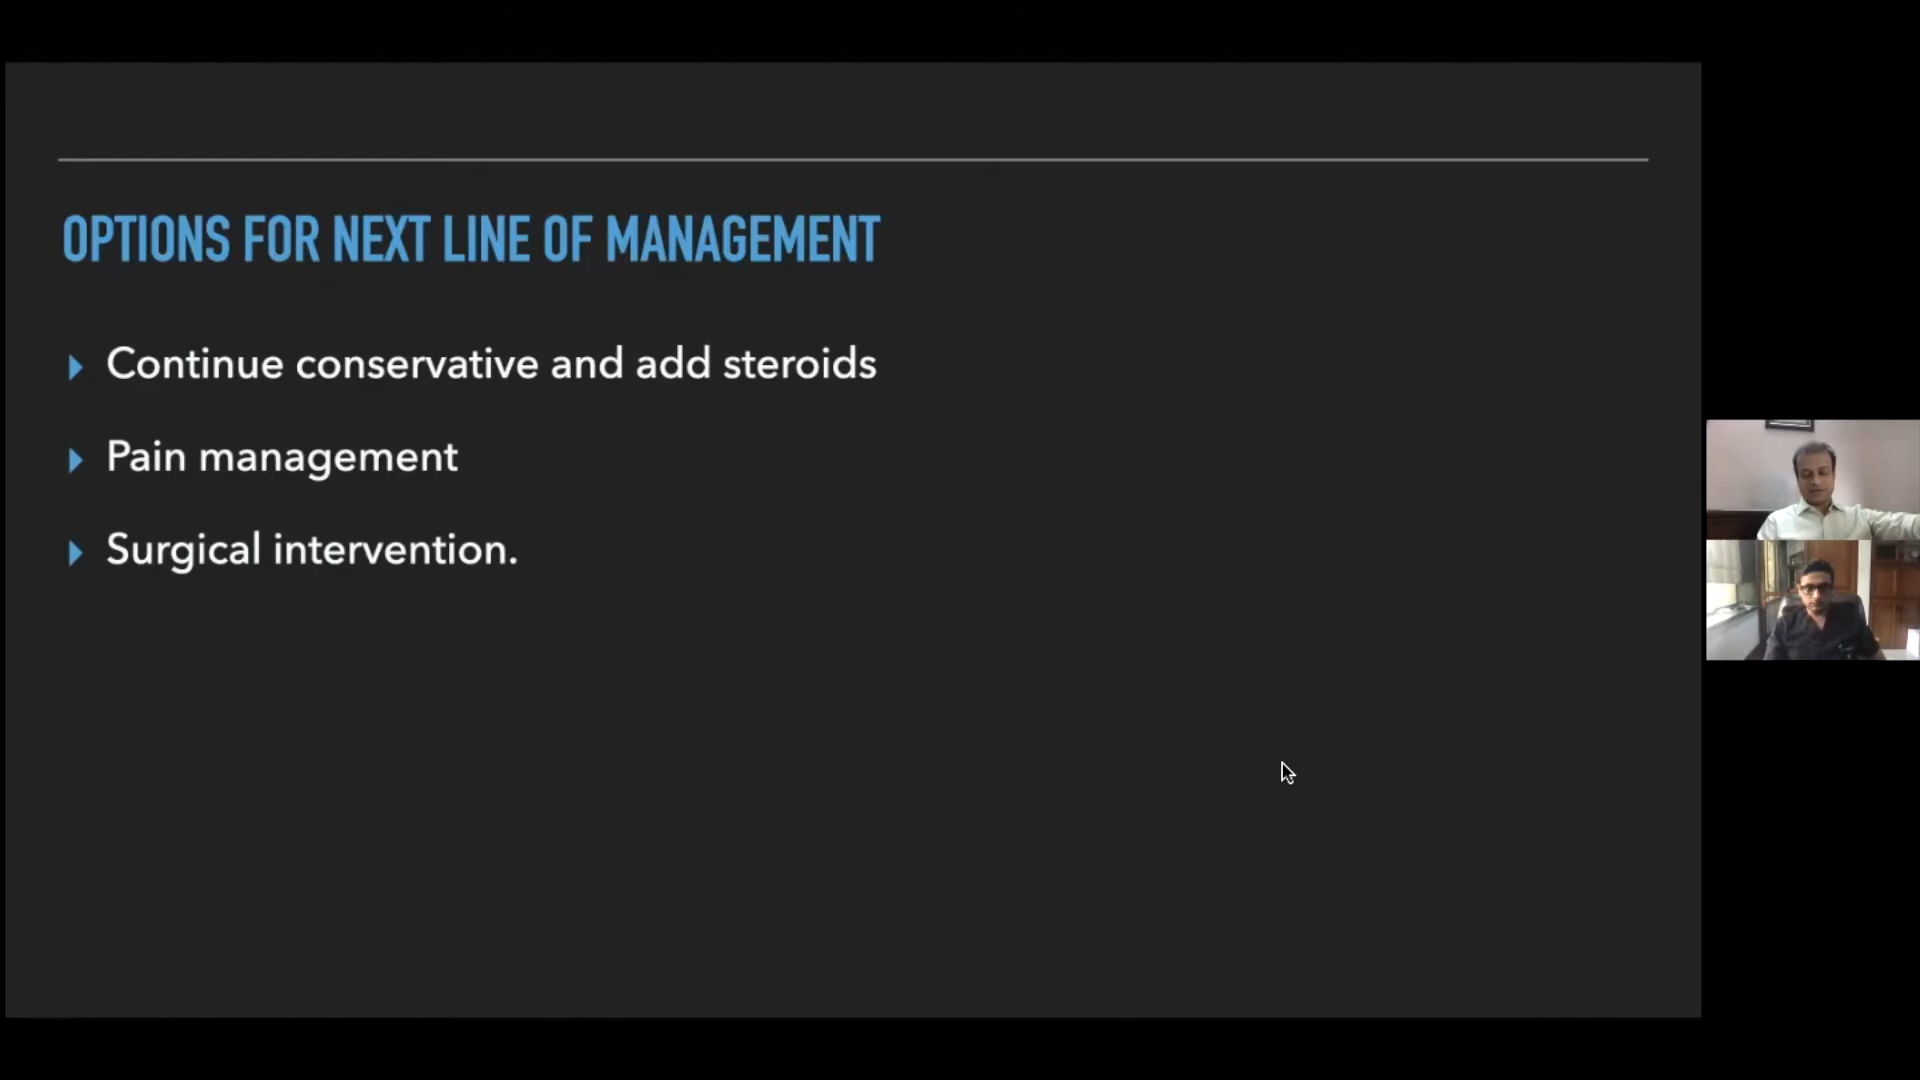 OPTIONS FOR NEXT LINE OF MANAGEMENT
Continue conservative and add steroids
Pain management
Surgical intervention.